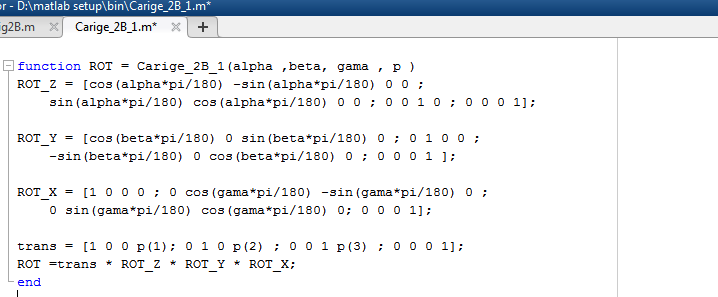 or - D:\matlab setup\bin\Carige_2B_1.m*
ig2B.m × Carige_2B_1.m* × +
function ROT = Carige_2B_1(alpha ,beta, gama , p )
ROT_Z = [cos(alpha*pi/180) -sin(alpha*pi/180) 0 0 ;
sin(alpha*pi/180) cos(alpha*pi/180) 0 0 ; 0 0 1 0 ; 0 0 0 1];
ROT_Y = [cos(beta*pi/180) 0 sin(beta*pi/180) 0 ; 0 1 0 0 ;
-sin(beta*pi/180) 0 cos(beta*pi/180) 0 ; 0 0 0 1 ];
ROT_X = [1 0 0 0 ; 0 cos(gama*pi/180) -sin(gama*pi/180) 0 ;
0 sin(gama*pi/180) cos(gama*pi/180) 0; 0 0 0 1];
trans = [1 0 0 p(1); 0 1 0 p(2) ; 0 0 1 p(3) ; 0 0 0 1];
ROT =trans * ROT_Z * ROT_Y * ROT_X;
end